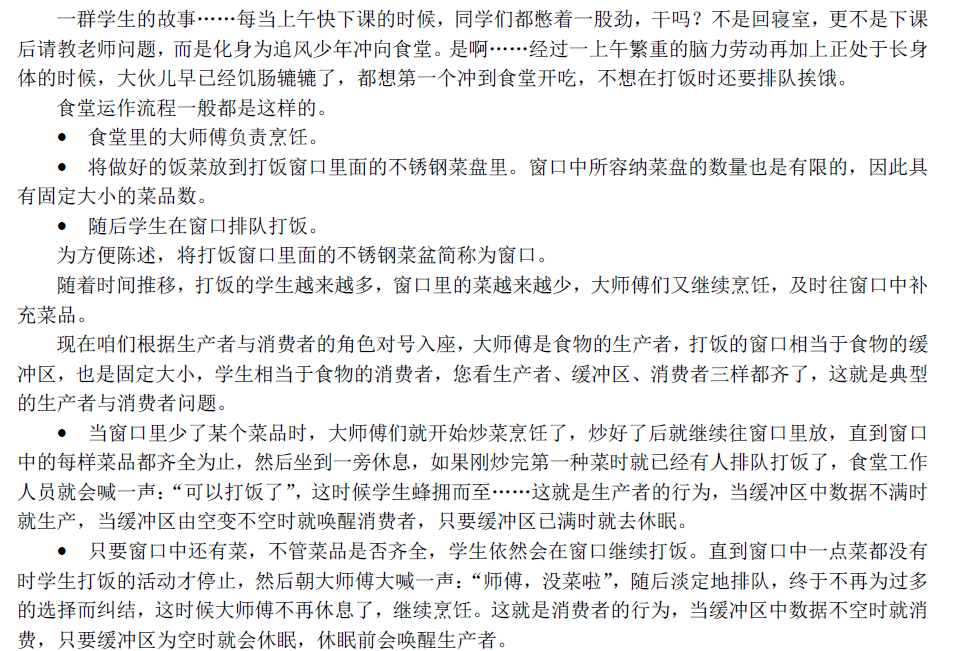 一群学生的故事……每当上午快下课的时候，同学们都憋着一股劲，干吗？不是回寝室，更不是下课
后请教老师问题，而是化身为追风少年冲向食堂。是啊……经过一上午繁重的脑力劳动再加上正处于长身
体的时候，大伙儿早已经饥肠辘辘了，都想第一个冲到食堂开吃，不想在打饭时还要排队挨饿。
食堂运作流程一般都是这样的。
● 食堂里的大师傅负责烹饪。
● 将做好的饭菜放到打饭窗口里面的不锈钢菜盘里。窗口中所容纳菜盘的数量也是有限的，因此具
有固定大小的菜品数。
● 随后学生在窗口排队打饭。
为方便陈述，将打饭窗口里面的不锈钢菜盆简称为窗口。
随着时间推移，打饭的学生越来越多，窗口里的菜越来越少，大师傅们又继续烹饪，及时往窗口中补
充菜品。
现在咱们根据生产者与消费者的角色对号入座，大师傅是食物的生产者，打饭的窗口相当于食物的缓
冲区，也是固定大小，学生相当于食物的消费者，您看生产者、缓冲区、消费者三样都齐了，这就是典型
的生产者与消费者问题。
● 当窗口里少了某个菜品时，大师傅们就开始炒菜烹饪了，炒好了后就继续往窗口里放，直到窗口
中的每样菜品都齐全为止，然后坐到一旁休息，如果刚炒完第一种菜时就已经有人排队打饭了，食堂工作
人员就会喊一声：“可以打饭了”，这时候学生蜂拥而至……这就是生产者的行为，当缓冲区中数据不满时
就生产，当缓冲区由空变不空时就唤醒消费者，只要缓冲区已满时就去休眠。
● 只要窗口中还有菜，不管菜品是否齐全，学生依然会在窗口继续打饭。直到窗口中一点菜都没有
时学生打饭的活动才停止，然后朝大师傅大喊一声：“师傅，没菜啦”，随后淡定地排队，终于不再为过多
的选择而纠结，这时候大师傅不再休息了，继续烹饪。这就是消费者的行为，当缓冲区中数据不空时就消
费，只要缓冲区为空时就会休眠，休眠前会唤醒生产者。